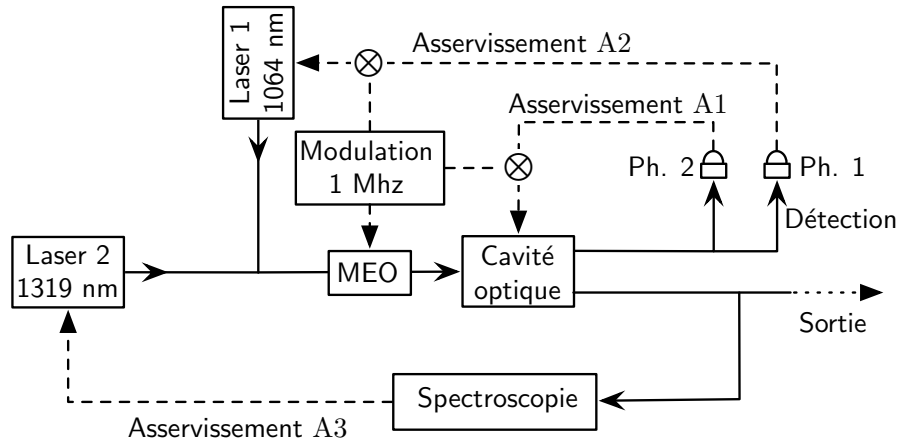 Laser 1
1064 nm
Asservissement A2
Asservissement A1
Modulation
1 Mhz
Ph. 2
Ph. 1
Détection
Laser 2
1319 nm
MEO
Cavité
optique
Sortie
Spectroscopie
Asservissement A3